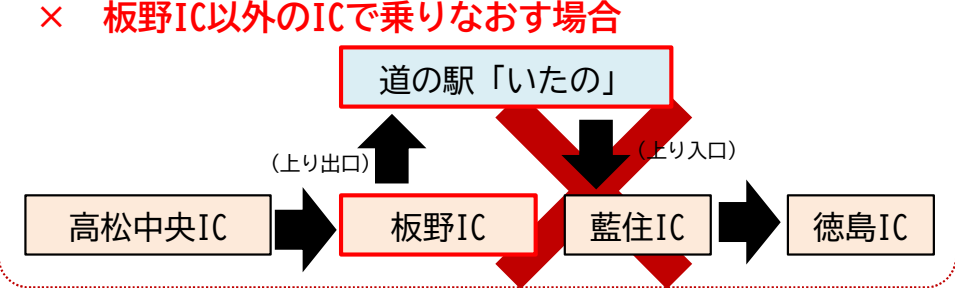 × 板野IC以外のICで乗りなおす場合
道の駅「いたの」
(上り出口)
(上り入口)
高松中央IC
板野IC
藍住IC
徳島IC